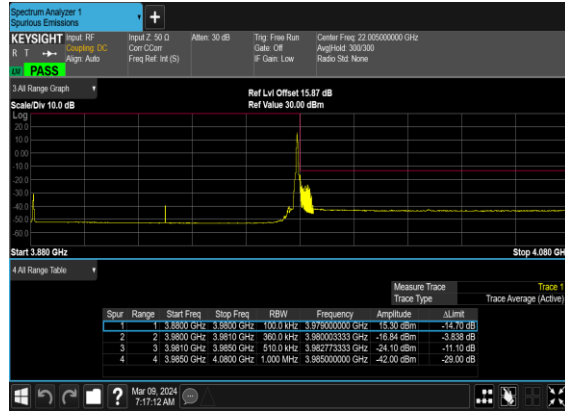 Spectrum Analyzer 1
Spurious Emissions
+
KEYSIGHT Input: RF Input Z: 50 Ω Atten: 30 dB Trig: Free Run Center Freq: 22.005000000 GHz
R T Coupling: DC Corr CCorr Gate: Off Avg|Hold: 300/300
Align: Auto Freq Ref: Int (S) IF Gain: Low Radio Std: None
PASS
3 All Range Graph Ref Lvl Offset 15.87 dB
Scale/Div 10.0 dB Ref Value 30.00 dBm
Log
20.0
10.0
0.00
-10.0
-20.0
-30.0
-40.0
-50.0
-60.0
Start 3.880 GHz Stop 4.080 GH
4 All Range Table
Measure Trace Trace 1
Trace Type Trace Average (Active)
Spur Range Start Freq Stop Freq RBW Frequency Amplitude ΔLimit
1 1 3.8800 GHz 3.9800 GHz 100.0 kHz 3.979000000 GHz 15.30 dBm -14.70 dB
2 2 3.9800 GHz 3.9810 GHz 360.0 kHz 3.980003333 GHz -16.84 dBm -3.838 dB
3 3 3.9810 GHz 3.9850 GHz 510.0 kHz 3.982773333 GHz -24.10 dBm -11.10 dB
4 4 3.9850 GHz 4.0800 GHz 1.000 MHz 3.985000000 GHz -42.00 dBm -29.00 dB
? Mar 09, 2024
7:17:12 AM